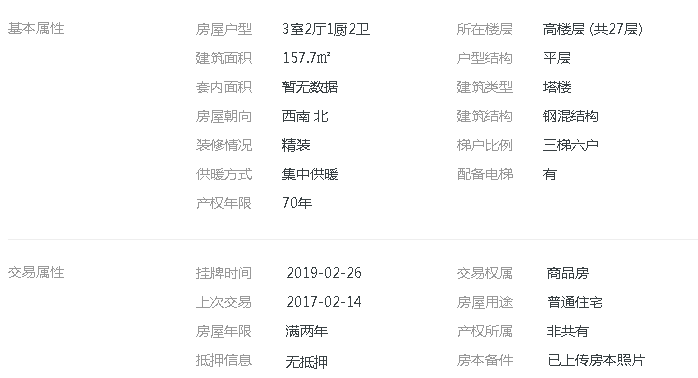 基本属性 房屋户型 3室2厅1厨2卫 所在楼层 高楼层 (共27层)
建筑面积 157.7㎡ 户型结构 平层
套内面积 暂无数据 建筑类型 塔楼
房屋朝向 西南 北 建筑结构 钢混结构
装修情况 精装 梯户比例 三梯六户
供暖方式 集中供暖 配备电梯 有
产权年限 70年
交易属性 挂牌时间 2019-02-26 交易权属 商品房
上次交易 2017-02-14 房屋用途 普通住宅
房屋年限 满两年 产权所属 非共有
抵押信息 无抵押 房本备件 已上传房本照片